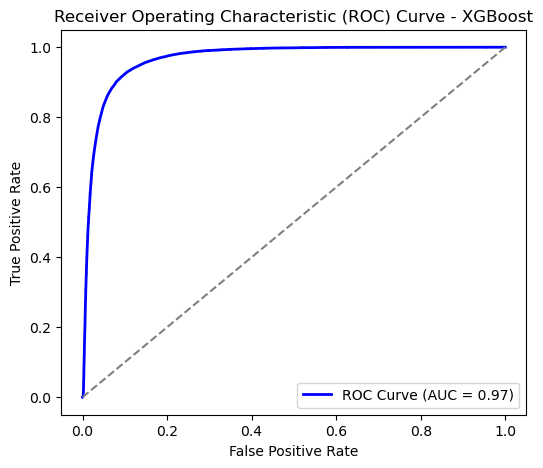 Receiver Operating Characteristic (ROC) Curve - XGBoost
True Positive Rate
1.0
0.8
0.6
0.4
0.2
0.0
ROC Curve (AUC = 0.97)
0.0 0.2 0.4 0.6 0.8 1.0
False Positive Rate